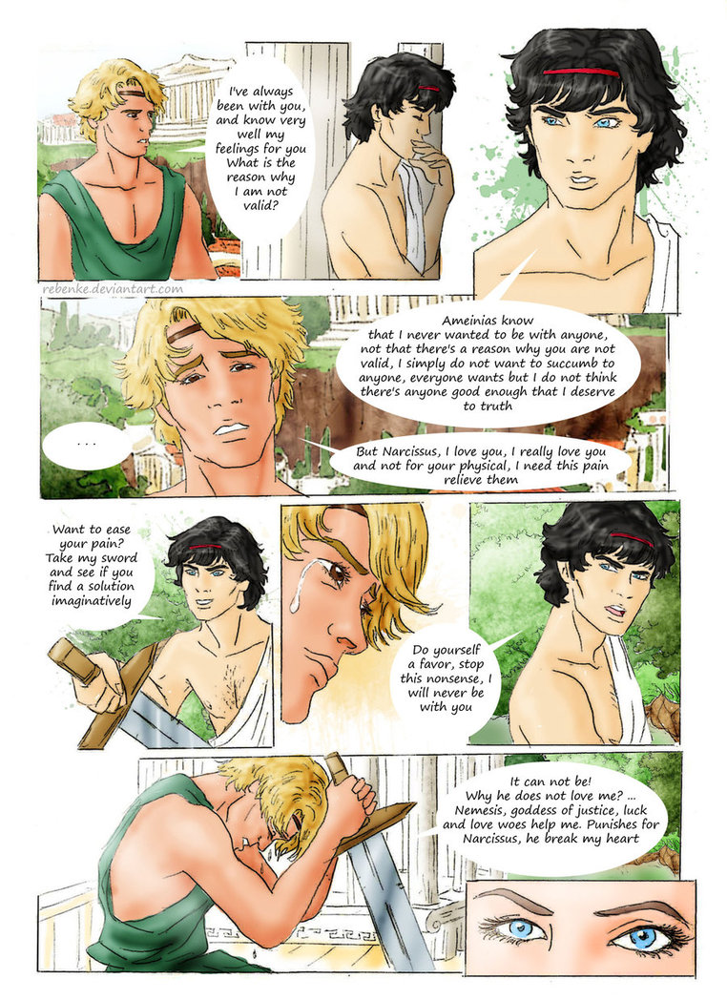 I've always
been with you,
and know very
well my
feelings for you
What is the
reason why
I am not
valid?
rebenke.deviantart.com
Ameinias know
that I never wanted to be with anyone,
not that there's a reason why you are not
valid, I simply do not want to succumb to
anyone, everyone wants but I do not think
there's anyone good enough that I deserve
to truth
. . .
But Narcissus, I love you, I really love you
and not for your physical, I need this pain
relieve them
Want to ease
your pain?
Take my sword
and see if you
find a solution
imaginatively
Do yourself
a favor, stop
this nonsense, I
will never be
with you
It can not be!
Why he does not love me? ...
Nemesis, goddess of justice, luck
and love woes help me. Punishes for
Narcissus, he break my heart